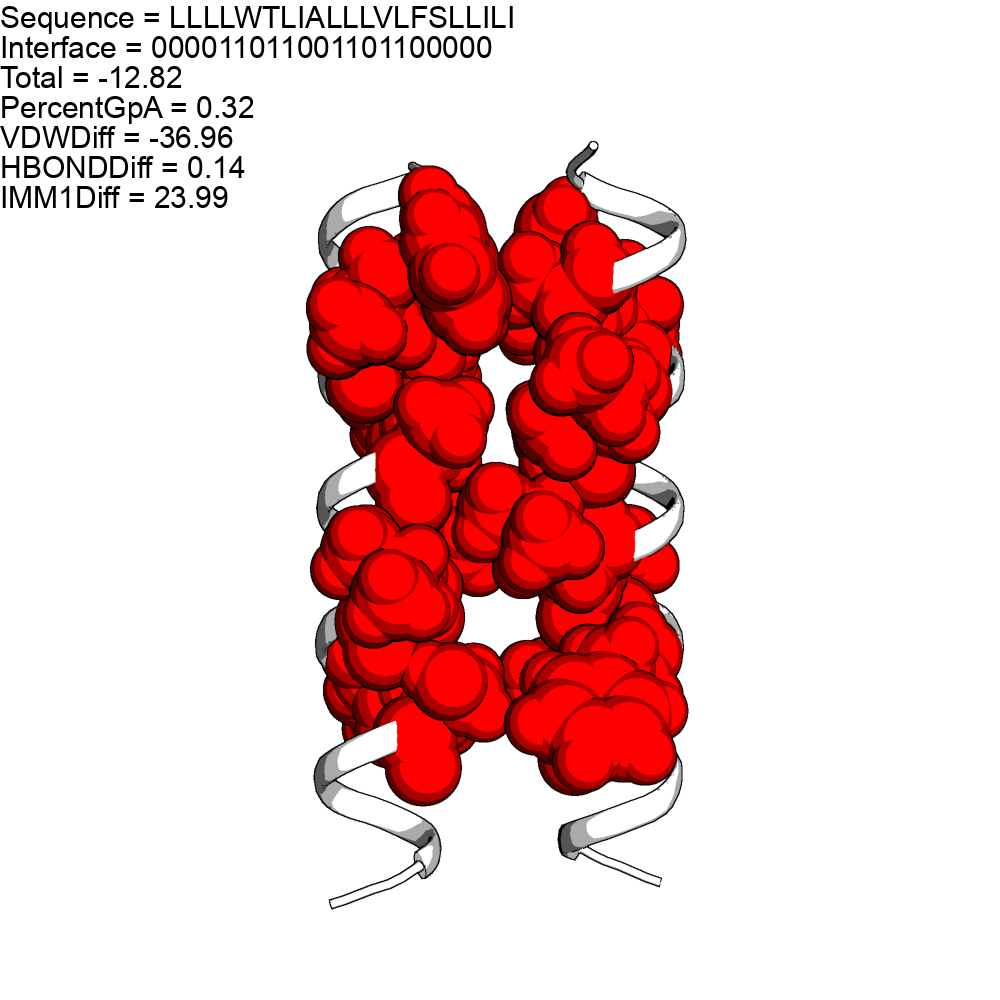 Sequence = LLLLWTLIALLLVLFSLLILI
Interface = 000011011001101100000
Total = -12.82
PercentGpA = 0.32
VDWDiff = -36.96
HBONDDiff = 0.14
IMM1Diff = 23.99